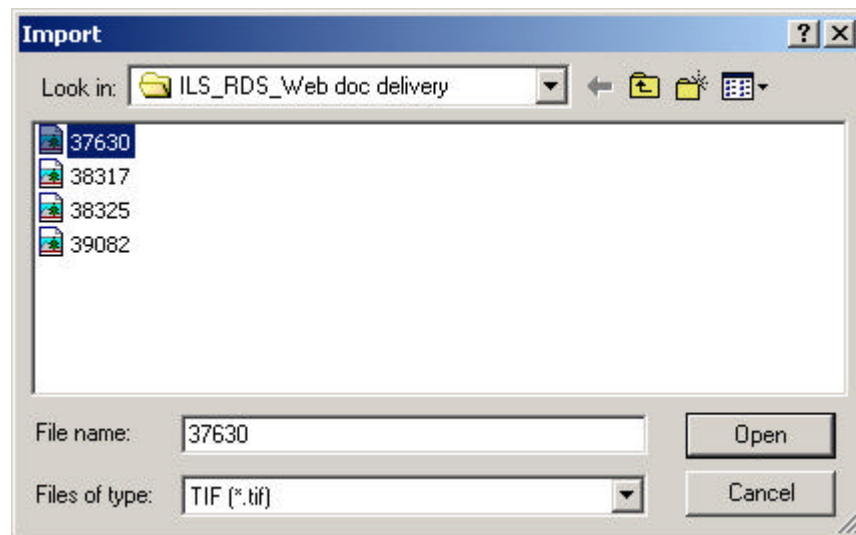 Import
Look in: ILS_RDS_Web doc delivery
37630
38317
38325
39082
File name: 37630 Open
Files of type: TIF (*.tif) Cancel